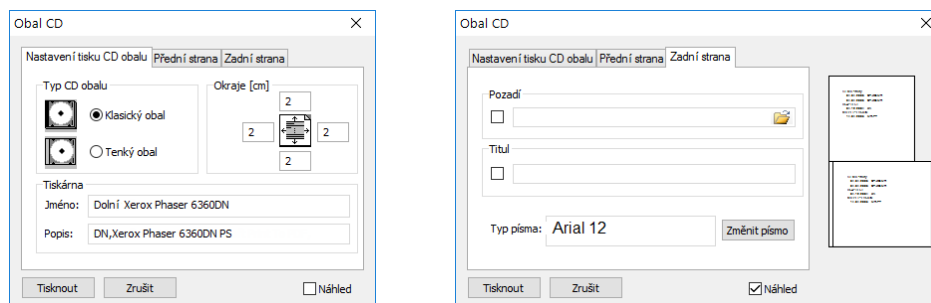 Obal CD
Nastavení tisku CD obalu Přední strana Zadní strana
Typ CD obalu
Klasický obal
Tenký obal
Okraje [cm]
2
2 2
2
Tiskárna
Jméno: Dolní Xerox Phaser 6360DN
Popis: DN,Xerox Phaser 6360DN PS
Tisknout Zrušit Náhled
Obal CD
Nastavení tisku CD obalu Přední strana Zadní strana
Pozadí
Titul
Typ písma: Arial 12 Změnit písmo
Tisknout Zrušit Náhled